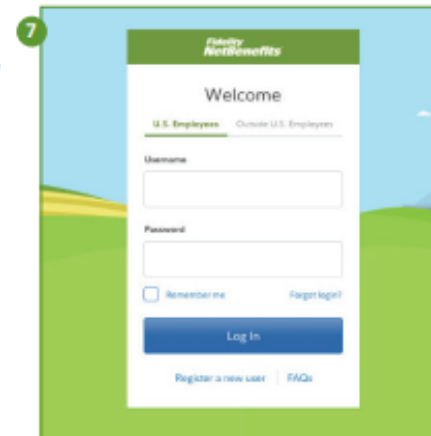 7
Fidelity
NetBenefits
Welcome
U.S. Employees Outside U.S. Employees
Username
Password
Remember me Forgot login?
Log In
Register a new user FAQs